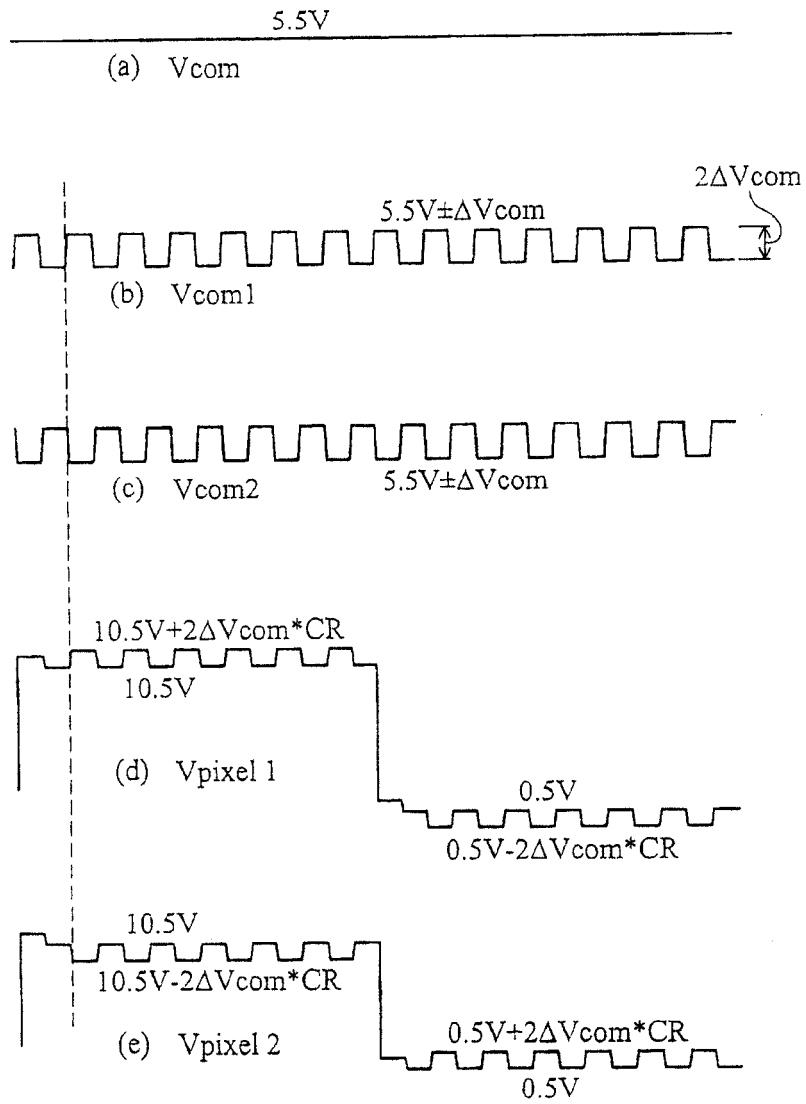 5.5V
(a) Vcom
2ΔVcom
5.5V±ΔVcom
(b) Vcom1
(c) Vcom2
5.5V±ΔVcom
10.5V+2ΔVcom*CR
10.5V
(d) Vpixel 1
0.5V
0.5V-2ΔVcom*CR
10.5V
10.5V-2ΔVcom*CR
(e) Vpixel 2
0.5V+2ΔVcom*CR
0.5V